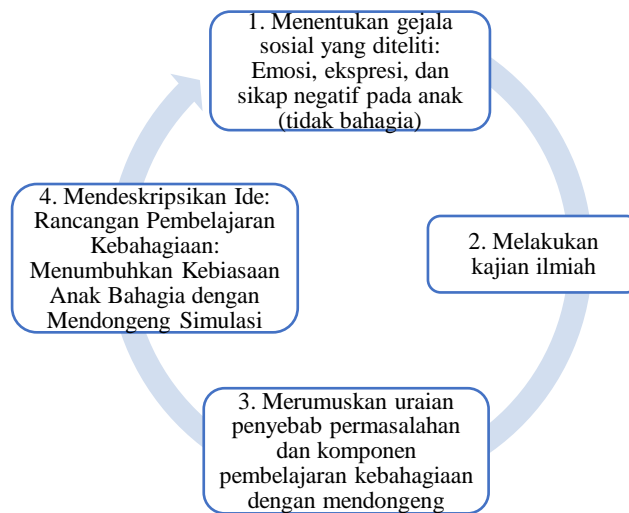 1. Menentukan gejala
sosial yang diteliti:
Emosi, ekspresi, dan
sikap negatif pada anak
(tidak bahagia)
2. Melakukan
kajian ilmiah
3. Merumuskan uraian
penyebab permasalahan
dan komponen
pembelajaran kebahagiaan
dengan mendongeng
4. Mendeskripsikan Ide:
Rancangan Pembelajaran
Kebahagiaan:
Menumbuhkan Kebiasaan
Anak Bahagia dengan
Mendongeng Simulasi